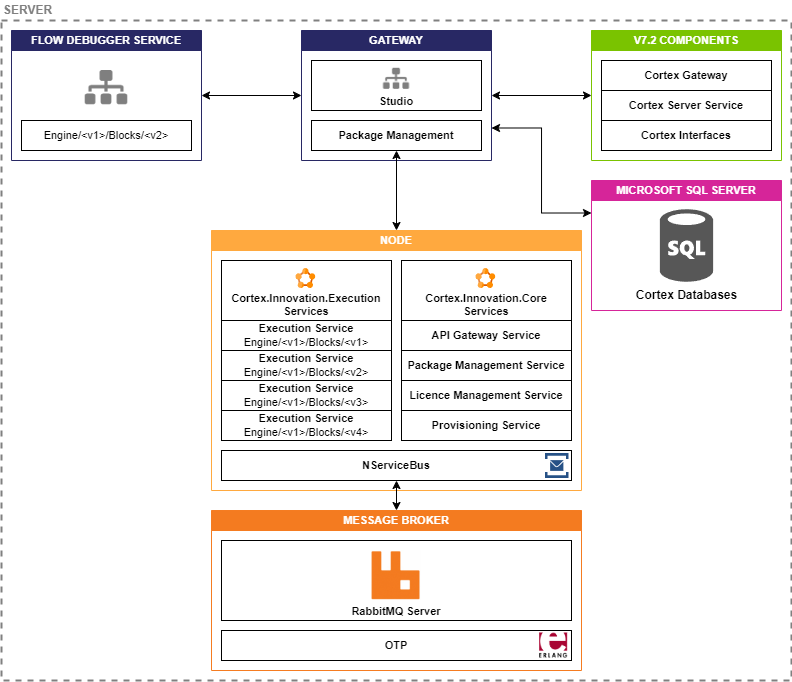 SERVER
FLOW DEBUGGER SERVICE
Engine/<v1>/Blocks/<v2>
GATEWAY
Studio
Package Management
V7.2 COMPONENTS
Cortex Gateway
Cortex Server Service
Cortex Interfaces
MICROSOFT SQL SERVER
SQL
Cortex Databases
NODE
Cortex.Innovation.Execution
Services
Execution Service
Engine/<v1>/Blocks/<v1>
Execution Service
Engine/<v1>/Blocks/<v2>
Execution Service
Engine/<v1>/Blocks/<v3>
Execution Service
Engine/<v1>/Blocks/<v4>
Cortex.Innovation.Core
Services
API Gateway Service
Package Management Service
Licence Management Service
Provisioning Service
NServiceBus
MESSAGE BROKER
RabbitMQ Server
OTP
ERLANG